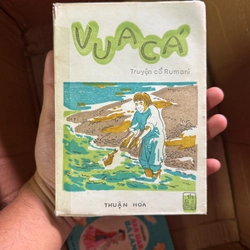 VUA CÁ
Truyện cổ Rumani
THUẬN HÓA